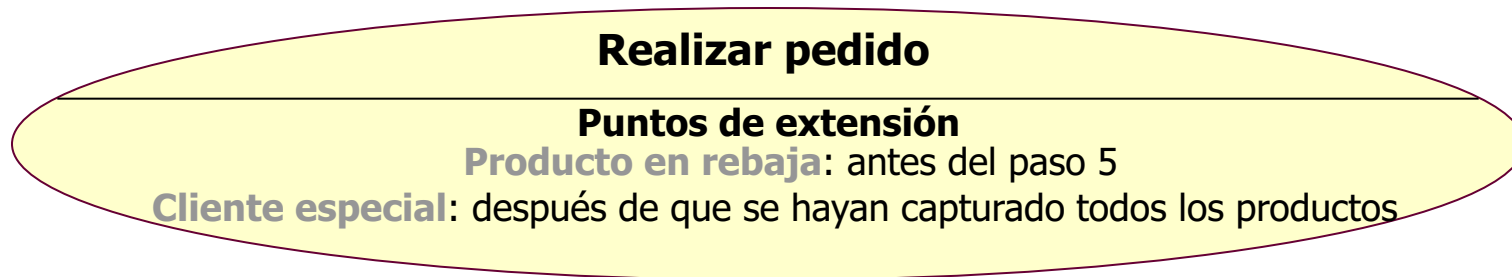 Realizar pedido
Puntos de extensión
Producto en rebaja: antes del paso 5
Cliente especial: después de que se hayan capturado todos los productos